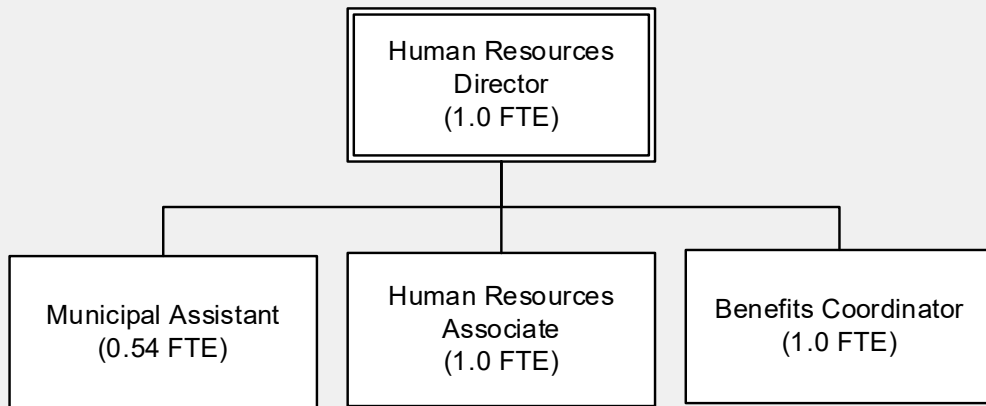 Human Resources
Director
(1.0 FTE)
Municipal Assistant
(0.54 FTE)
Human Resources
Associate
(1.0 FTE)
Benefits Coordinator
(1.0 FTE)